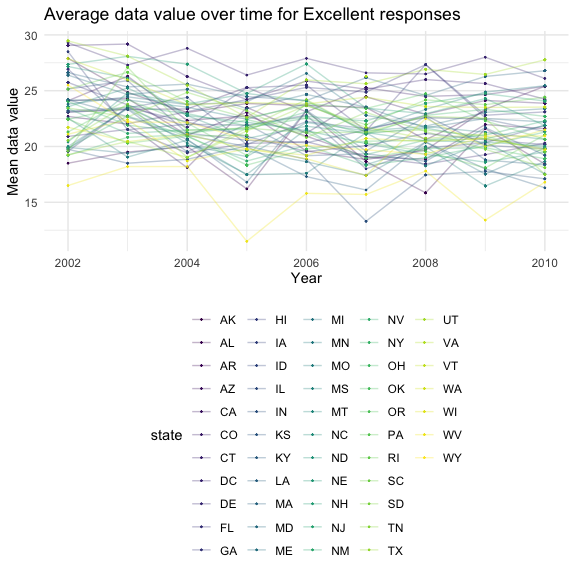 Average data value over time for Excellent responses
30
25
20
15
Mean data value
2002 2004 2006 2008 2010
Year
state
AK HI MI NV UT
AL IA MN NY VA
AR ID MO OH VT
AZ IL MS OK WA
CA IN MT OR WI
CO KS NC PA WV
CT KY ND RI WY
DC LA NE SC
DE MA NH SD
FL MD NJ TN
GA ME NM TX